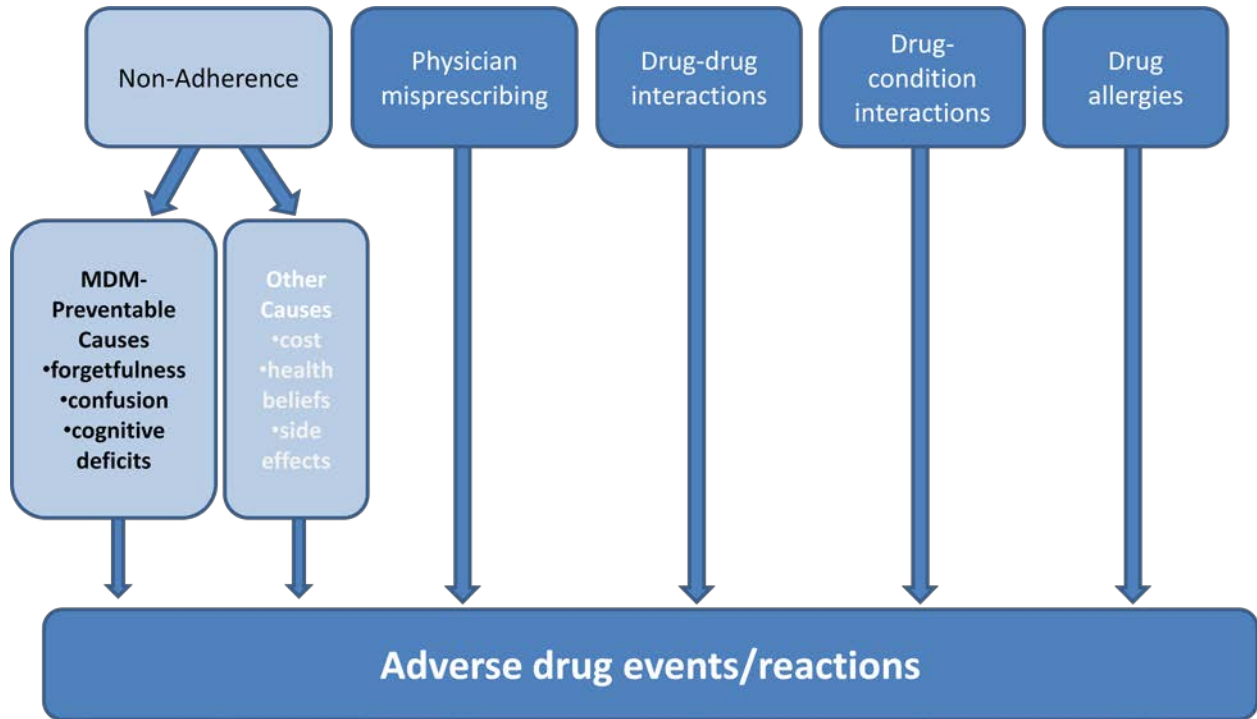 Non-Adherence
Physician
misprescribing
Drug-drug
interactions
Drug-
condition
interactions
Drug
allergies
MDM-
Preventable
Causes
•forgetfulness
•confusion
•cognitive
deficits
Other
Causes
•cost
•health
beliefs
•side
effects
Adverse drug events/reactions